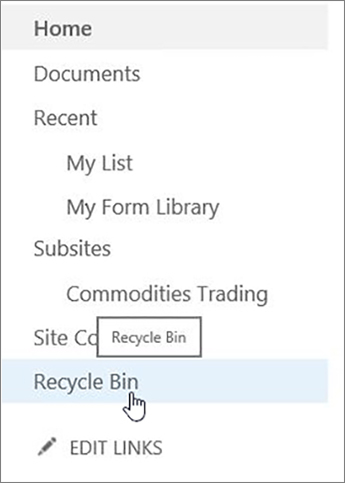 Home
Documents
Recent
My List
My Form Library
Subsites
Commodities Trading
Site Co
Recycle Bin
Recycle Bin
EDIT LINKS